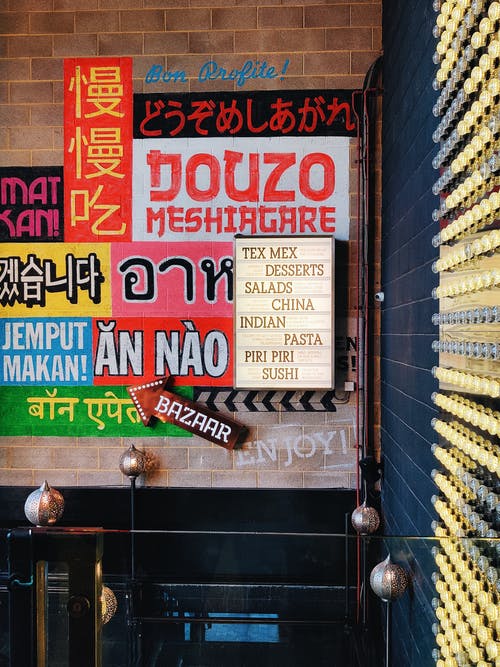 Bon Profite!
慢慢吃
どうぞめしあがれ
DOUZO
MESHIAGARE
MAT
KAN!
겠습니다
อาห
JEMPUT
MAKAN!
ĂN NÀO
बॉन एपे
TEX MEX
DESSERTS
SALADS
CHINA
INDIAN
PASTA
PIRI PIRI
SUSHI
BAZAAR
ENJOY!